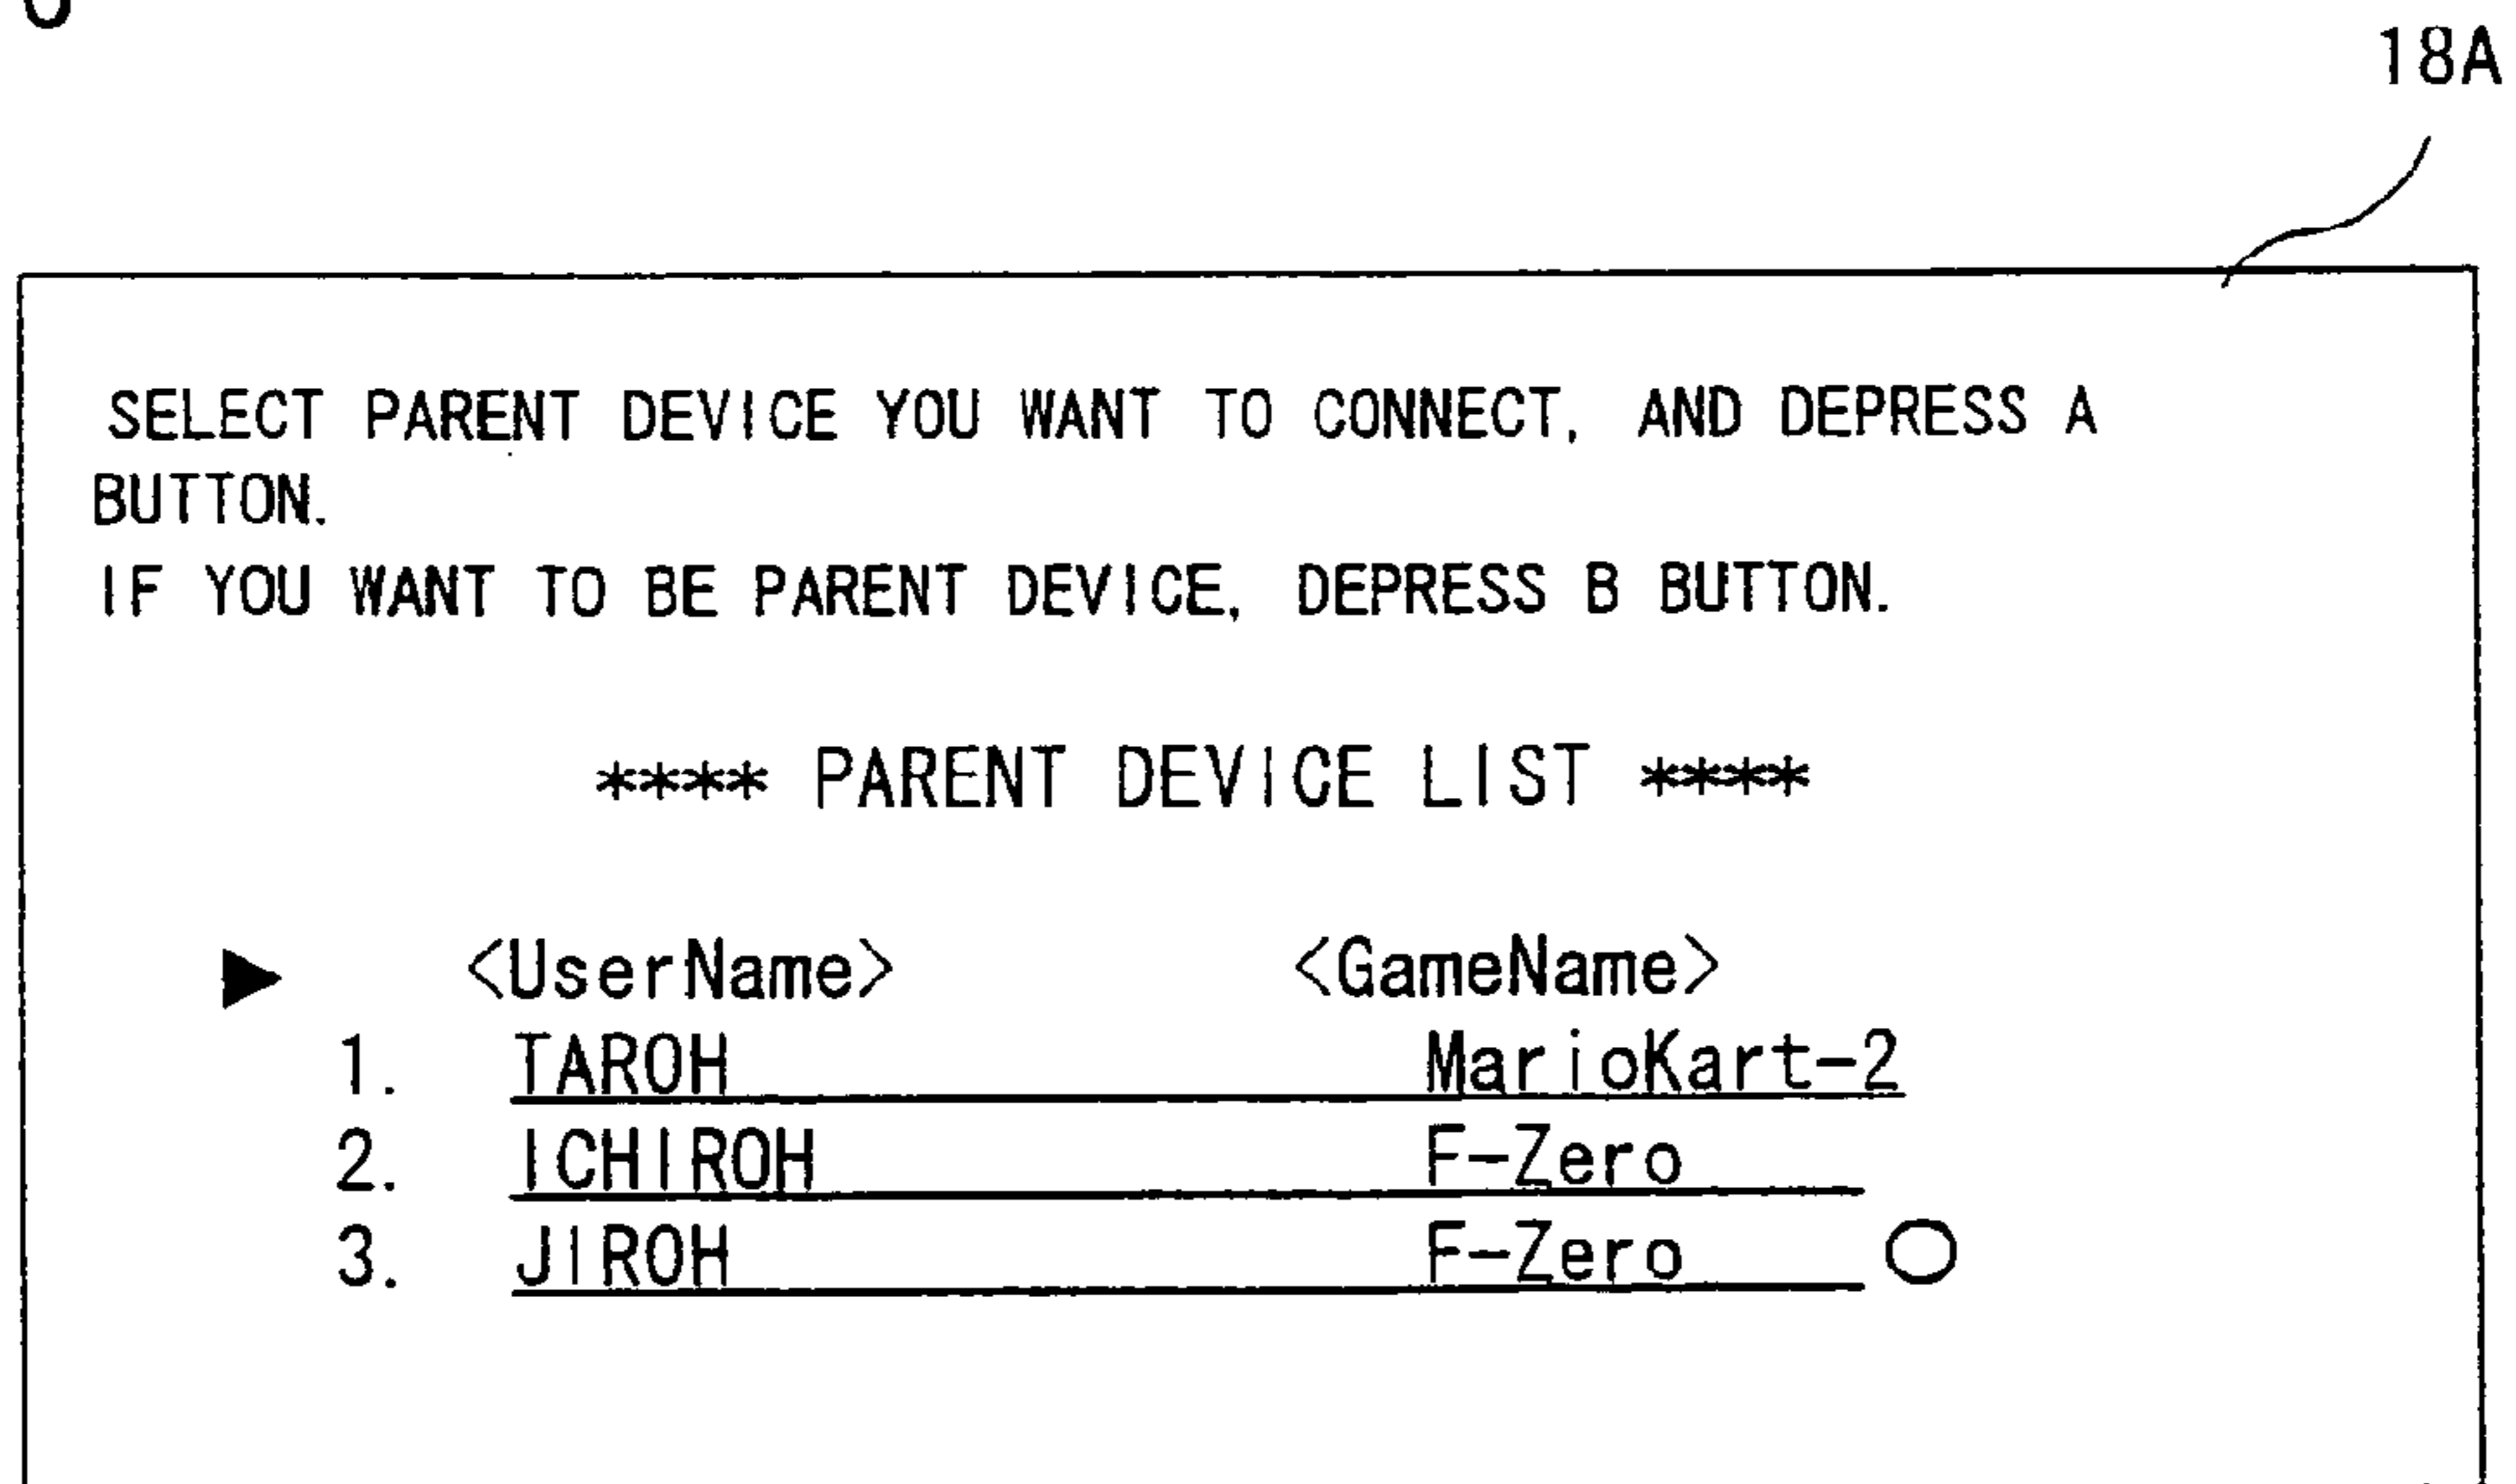 18A
SELECT PARENT DEVICE YOU WANT TO CONNECT, AND DEPRESS A
BUTTON.
IF YOU WANT TO BE PARENT DEVICE, DEPRESS B BUTTON.
**** PARENT DEVICE LIST ****
▶ <UserName> <GameName>
1. TAROH MarioKart-2
2. ICHIROH F-Zero
3. JIROH F-Zero ○